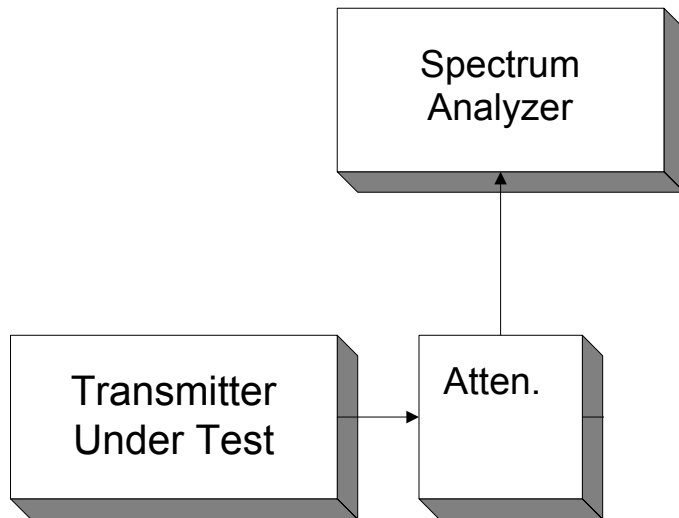 Spectrum
Analyzer
Transmitter
Under Test
Atten.